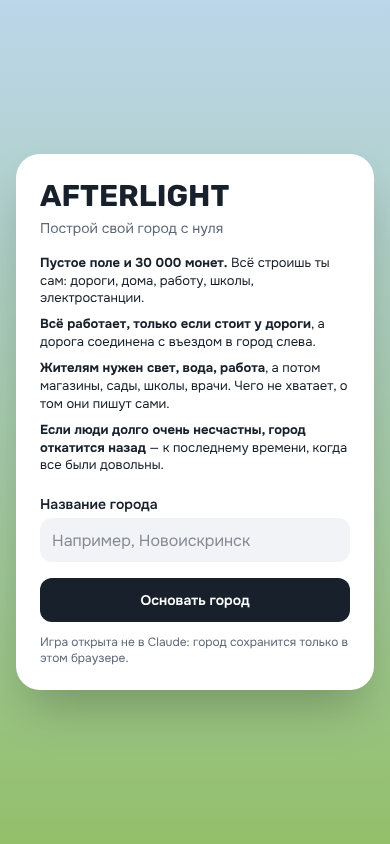 AFTERLIGHT
Построй свой город с нуля
Пустое поле и 30 000 монет. Всё строишь ты
сам: дороги, дома, работу, школы,
электростанции.
Всё работает, только если стоит у дороги, а
дорога соединена с въездом в город слева.
Жителям нужен свет, вода, работа, а потом
магазины, сады, школы, врачи. Чего не хватает, о
том они пишут сами.
Если люди долго очень несчастны, город
откатится назад — к последнему времени, когда
все были довольны.
Название города
Например, Новоискринск
Основать город
Игра открыта не в Claude: город сохранится только в
этом браузере.